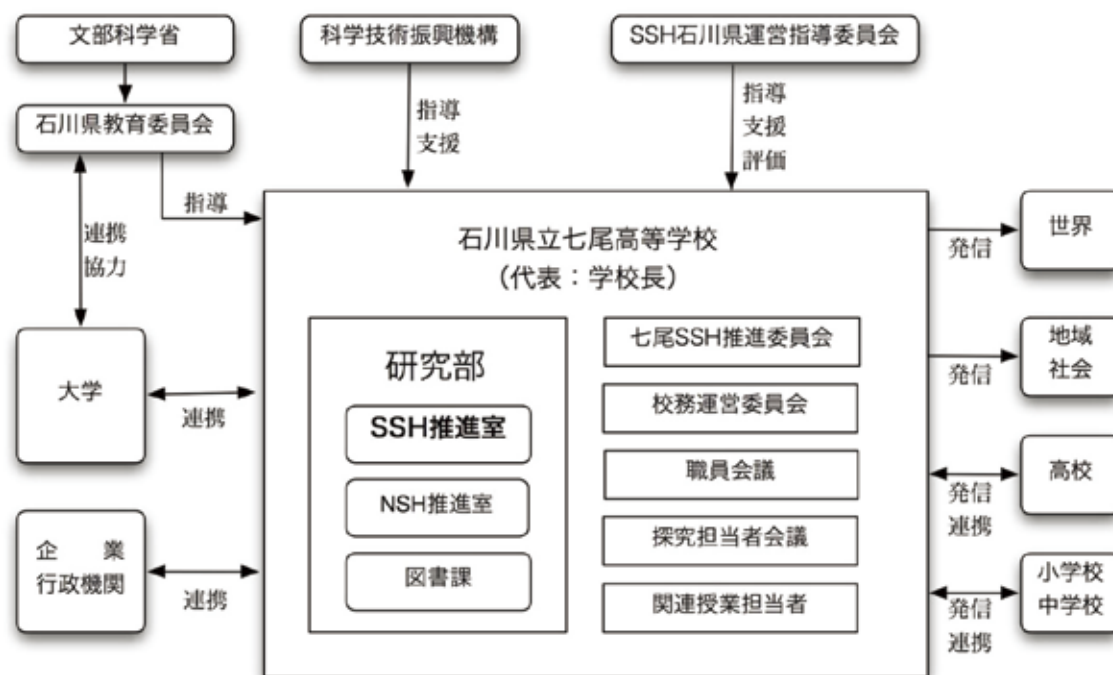 文部科学省
科学技術振興機構
SSH石川県運営指導委員会
石川県教育委員会
指導
支援
指導
支援
評価
指導
連携
協力
石川県立七尾高等学校
（代表：学校長）
発信
世界
研究部
七尾SSH推進委員会
発信
地域
社会
大学
連携
SSH推進室
校務運営委員会
職員会議
発信
連携
高校
NSH推進室
探究担当者会議
企　業
行政機関
連携
図書課
関連授業担当者
発信
連携
小学校
中学校